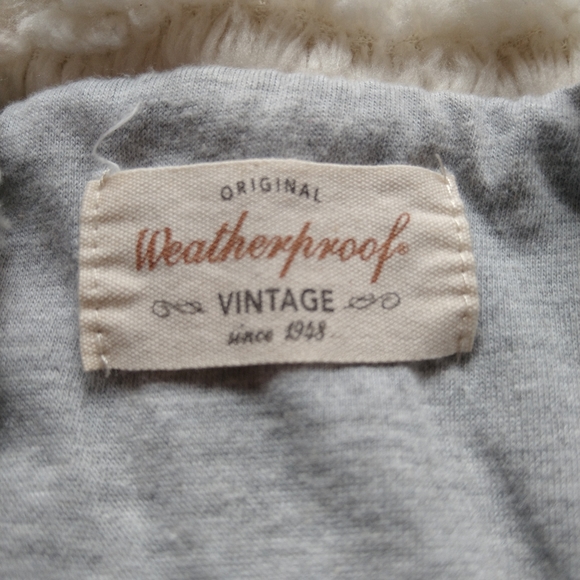 ORIGINAL
Weatherproof®
VINTAGE
since 1948